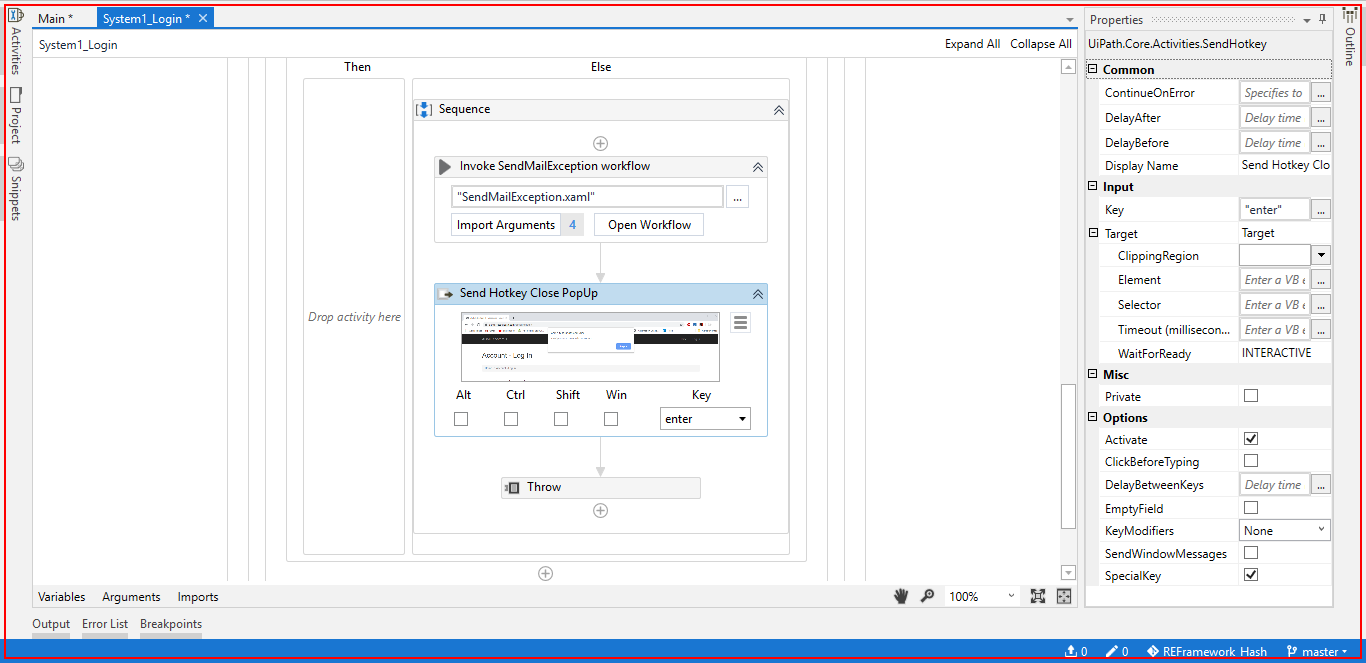 Main *
System1_Login *
Properties
Activities
Project
Snippets
Outline
System1_Login
Expand All
Collapse All
UiPath.Core.Activities.SendHotkey
Then
Else
Sequence
Invoke SendMailException workflow
"SendMailException.xaml"
...
Import Arguments 4
Open Workflow
Drop activity here
Send Hotkey Close PopUp
Account - Log In
Alt Ctrl Shift Win Key
enter
Throw
Common
ContinueOnError Specifies to ...
DelayAfter Delay time ...
DelayBefore Delay time ...
Display Name Send Hotkey Clo
Input
Key "enter" ...
Target Target
ClippingRegion
Element Enter a VB e ...
Selector Enter a VB e ...
Timeout (millisecon... Enter a VB e ...
WaitForReady INTERACTIVE
Misc
Private
Options
Activate
ClickBeforeTyping
DelayBetweenKeys Delay time ...
EmptyField
KeyModifiers None
SendWindowMessages
SpecialKey
Variables Arguments Imports
100%
Output Error List Breakpoints
0 0 REFramework_Hash master